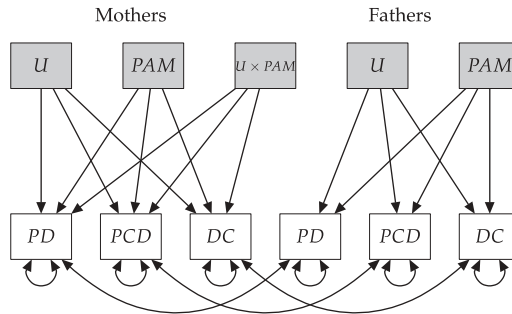 Mothers Fathers
U PAM U × PAM U PAM
PD PCD DC PD PCD DC